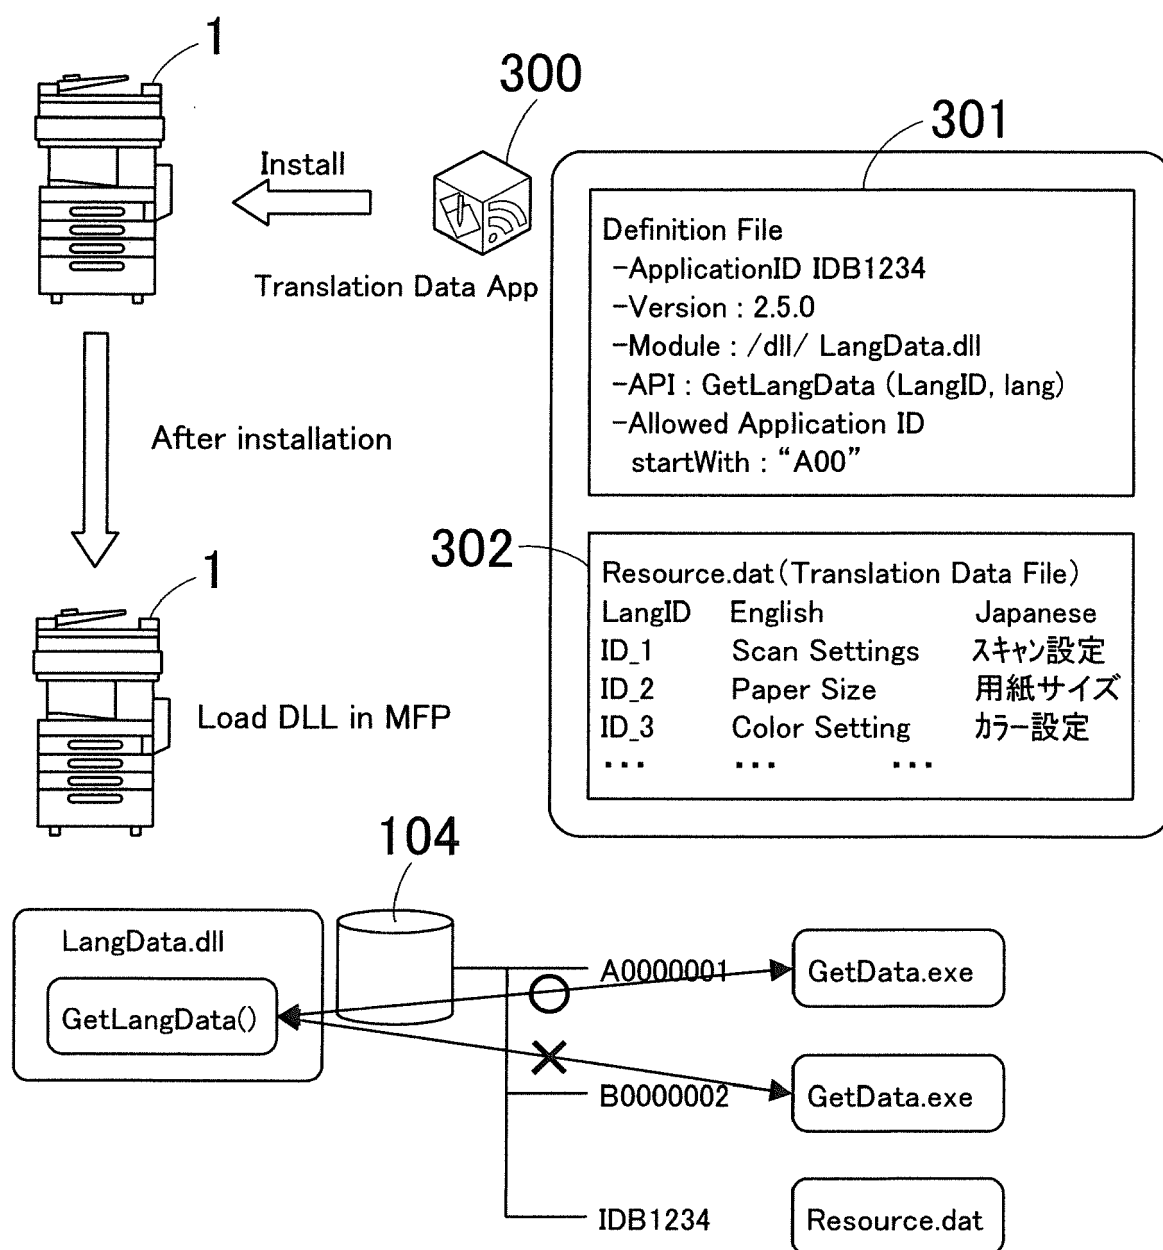 1
300
301
Install
Translation Data App
Definition File
-ApplicationID IDB1234
-Version : 2.5.0
-Module : /dll/ LangData.dll
-API : GetLangData (LangID, lang)
-Allowed Application ID
startWith : “A00”
After installation
302
Resource.dat(Translation Data File)
LangID English Japanese
ID_1 Scan Settings スキャン設定
ID_2 Paper Size 用紙サイズ
ID_3 Color Setting カラー設定
... ... ...
1
Load DLL in MFP
104
LangData.dll
GetLangData()
A0000001 GetData.exe
B0000002 GetData.exe
IDB1234 Resource.dat